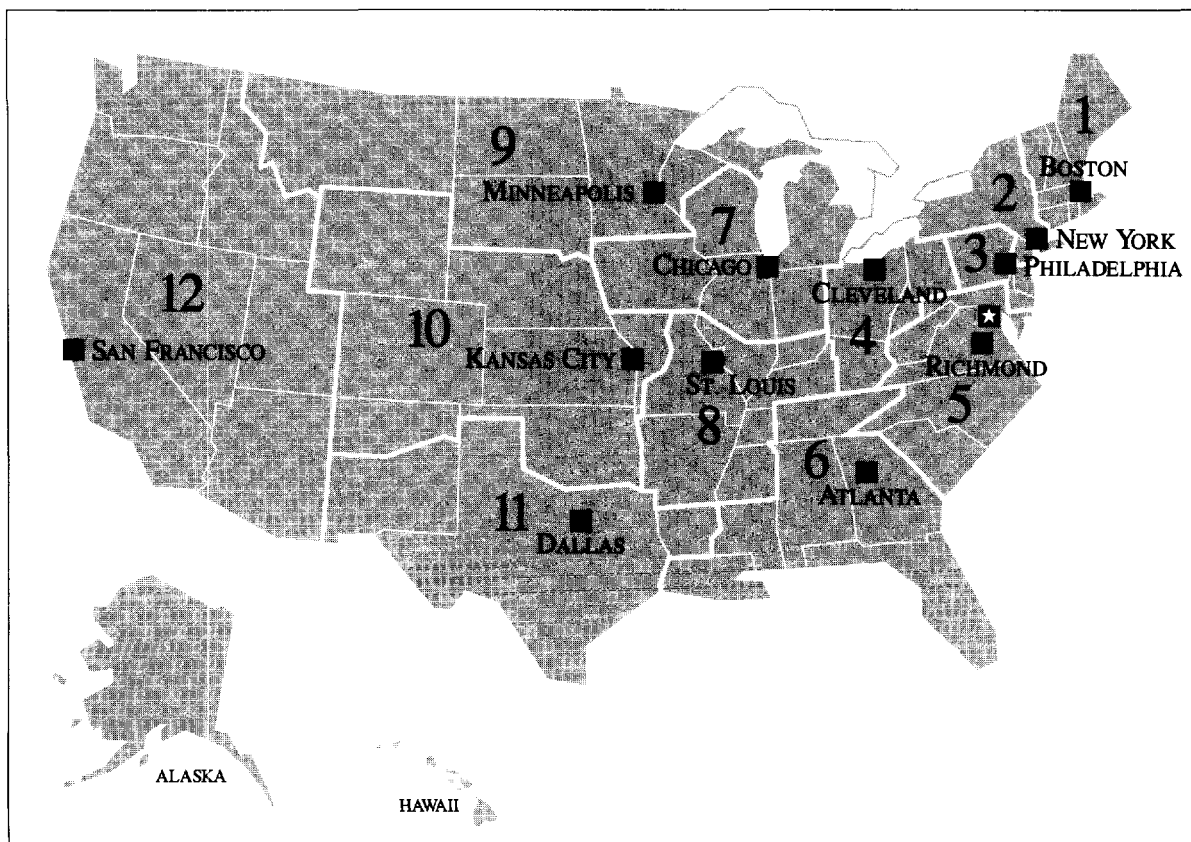 1
BOSTON
9
MINNEAPOLIS
2
7
NEW YORK
3
PHILADELPHIA
CHICAGO
CLEVELAND
12
10
4
SAN FRANCISCO
KANSAS CITY
ST. LOUIS
RICHMOND
5
8
6
ATLANTA
11
DALLAS
ALASKA
HAWAII